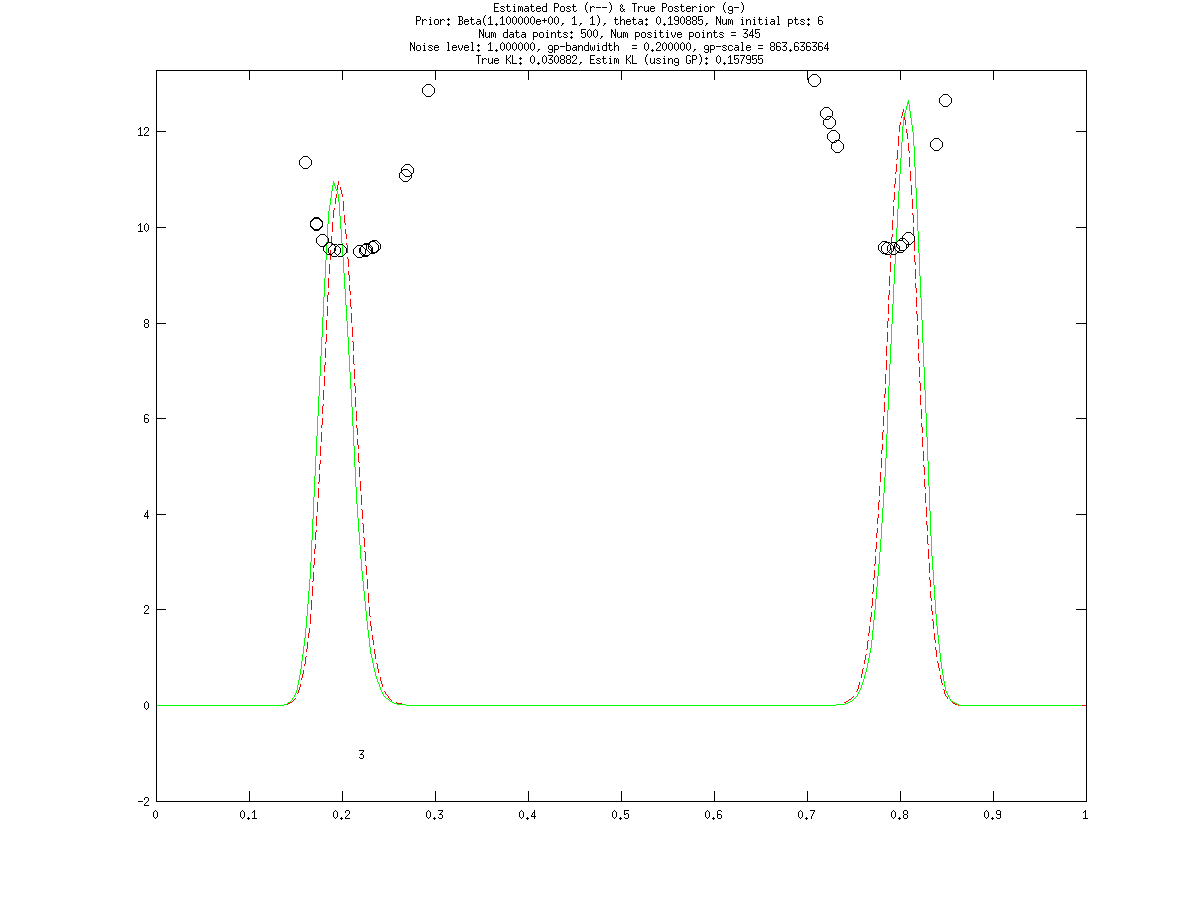 Estimated Post (r--) & True Posterior (g-)
Prior: Beta(1.100000e+00, 1, 1), theta: 0.190885, Num initial pts: 6
Num data points: 500, Num positive points = 345
Noise level: 1.000000, gp-bandwidth  = 0.200000, gp-scale = 863.636364
True KL: 0.030882, Estim KL (using GP): 0.157955
12
10
8
6
4
2
0
3
-2
0 0.1 0.2 0.3 0.4 0.5 0.6 0.7 0.8 0.9 1